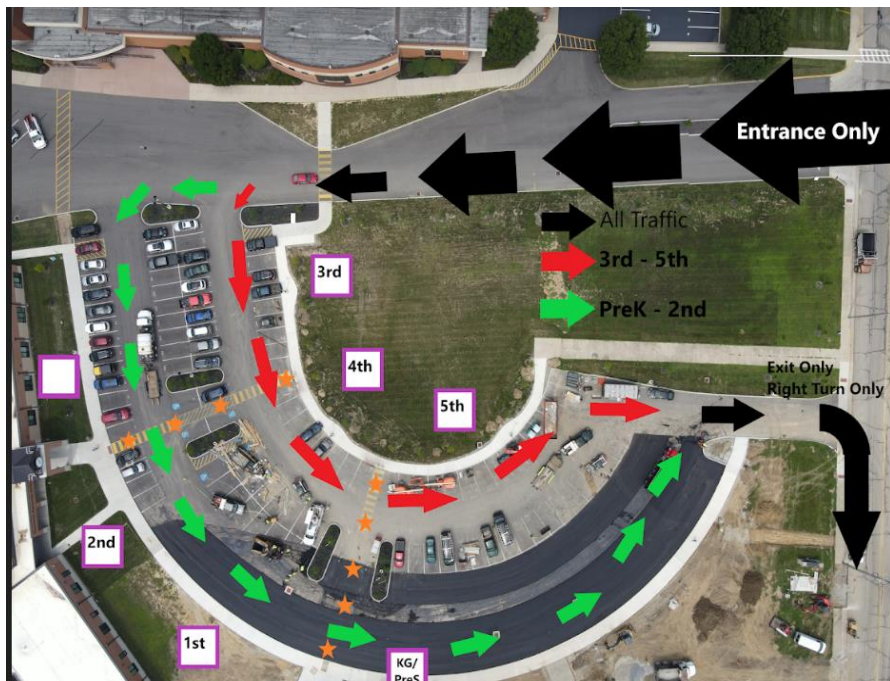 Entrance Only
All Traffic
3rd - 5th
PreK - 2nd
3rd
4th
5th
Exit Only
Right Turn Only
2nd
1st
KG/
PreS